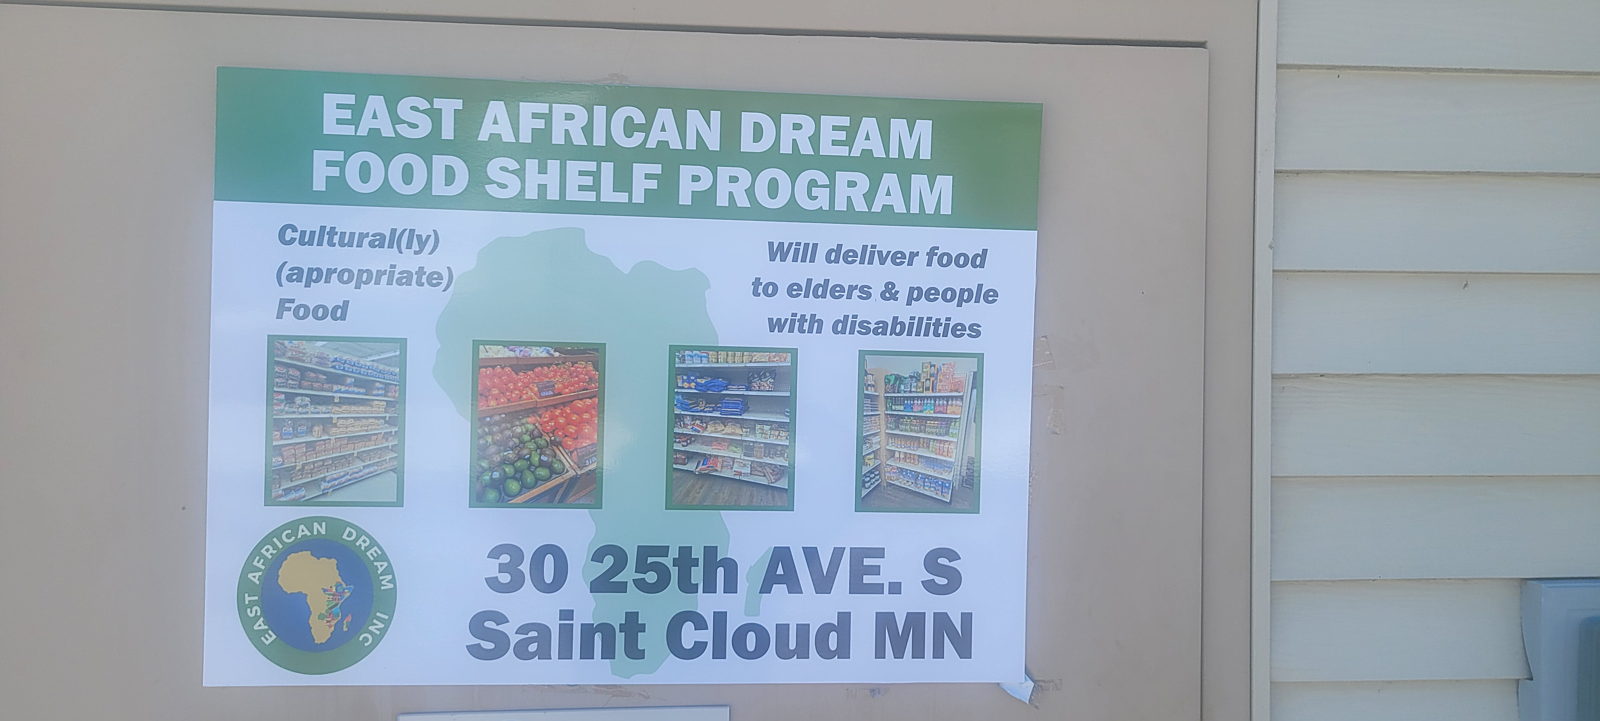 EAST AFRICAN DREAM
FOOD SHELF PROGRAM
Cultural(ly)
(apropriate)
Food
Will deliver food
to elders & people
with disabilities
EAST AFRICAN DREAM INC
30 25th AVE. S
Saint Cloud MN